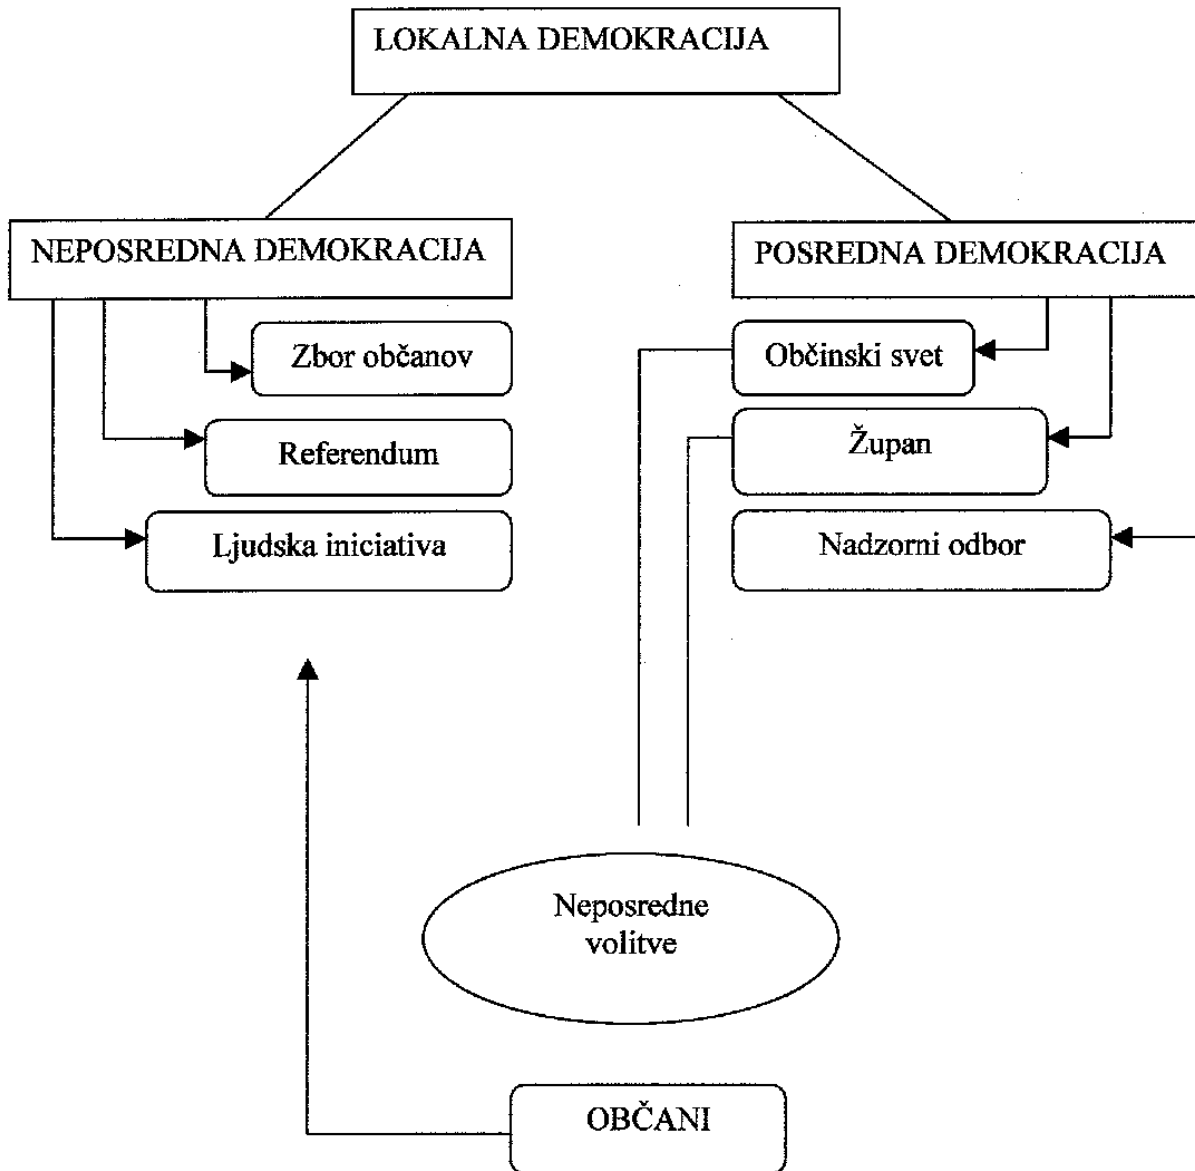 LOKALNA DEMOKRACIJA
NEPOSREDNA DEMOKRACIJA
Zbor občanov
Referendum
Ljudska iniciativa
POSREDNA DEMOKRACIJA
Občinski svet
Župan
Nadzorni odbor
Neposredne
volitve
OBČANI